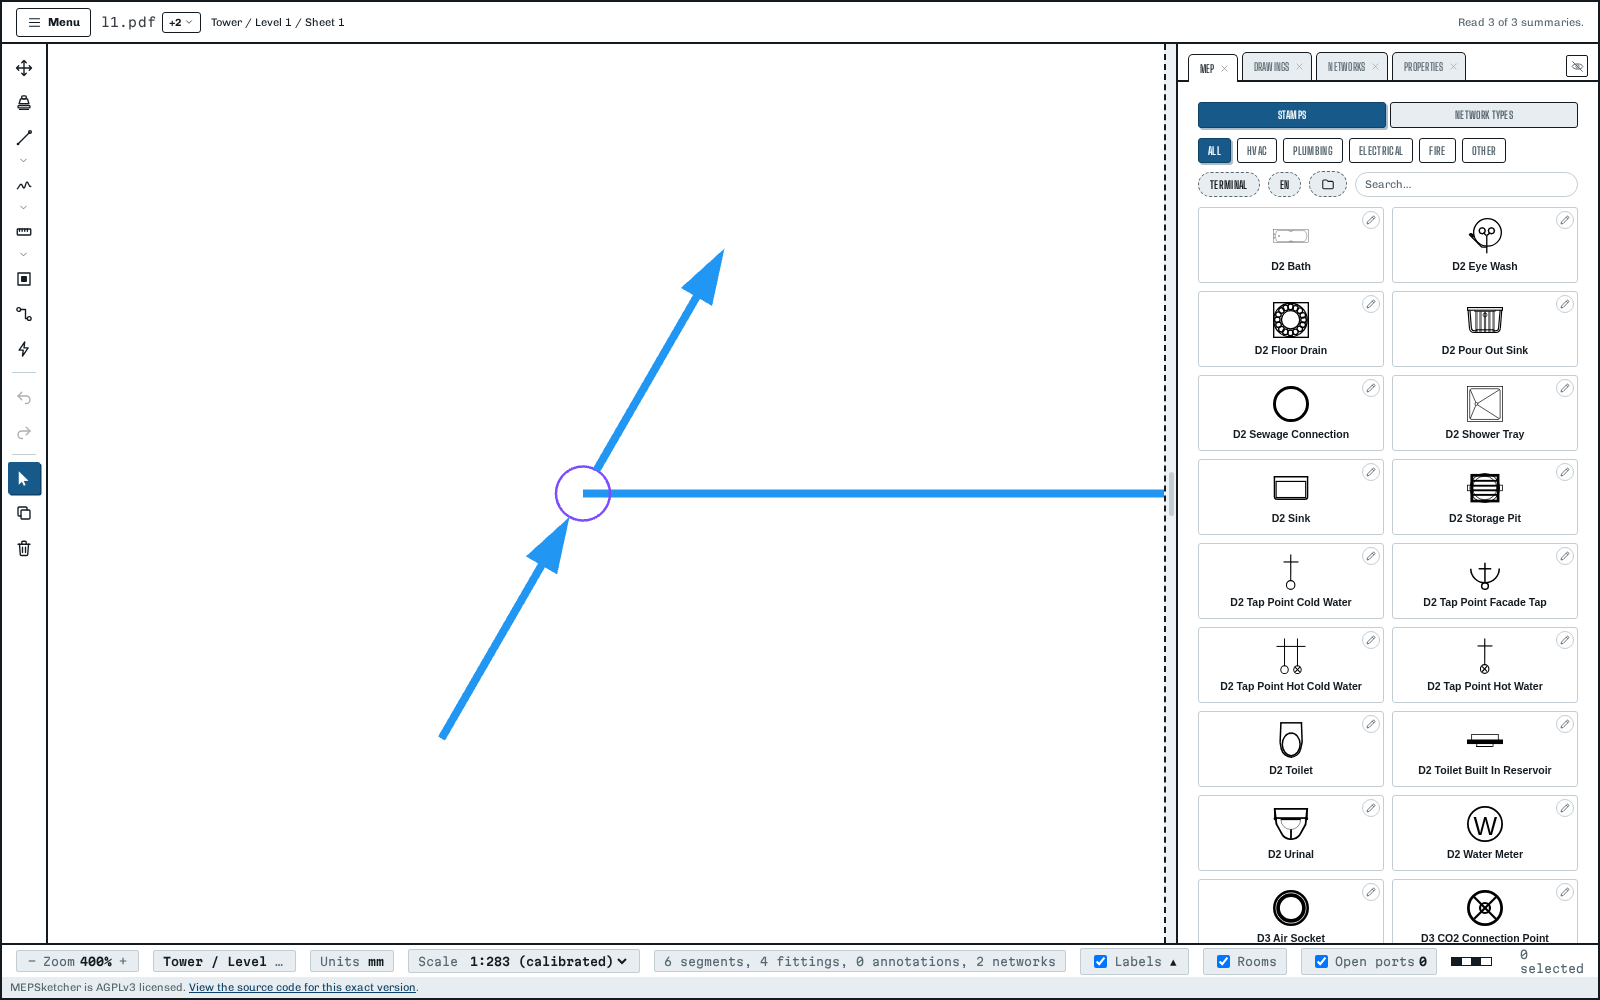 Menu
l1.pdf
+2
Tower / Level 1 / Sheet 1
Read 3 of 3 summaries.
MEP
DRAWINGS
NETWORKS
PROPERTIES
STAMPS
NETWORK TYPES
ALL
HVAC
PLUMBING
ELECTRICAL
FIRE
OTHER
TERMINAL
EN
Search...
D2 Bath
D2 Eye Wash
D2 Floor Drain
D2 Pour Out Sink
D2 Sewage Connection
D2 Shower Tray
D2 Sink
D2 Storage Pit
D2 Tap Point Cold Water
D2 Tap Point Facade Tap
D2 Tap Point Hot Cold Water
D2 Tap Point Hot Water
D2 Toilet
D2 Toilet Built In Reservoir
D2 Urinal
W
D2 Water Meter
D3 Air Socket
D3 CO2 Connection Point
− Zoom 400% +
Tower / Level …
Units mm
Scale 1:283 (calibrated)
6 segments, 4 fittings, 0 annotations, 2 networks
Labels ▲
Rooms
Open ports 0
0 selected
MEPSketcher is AGPLv3 licensed. View the source code for this exact version.